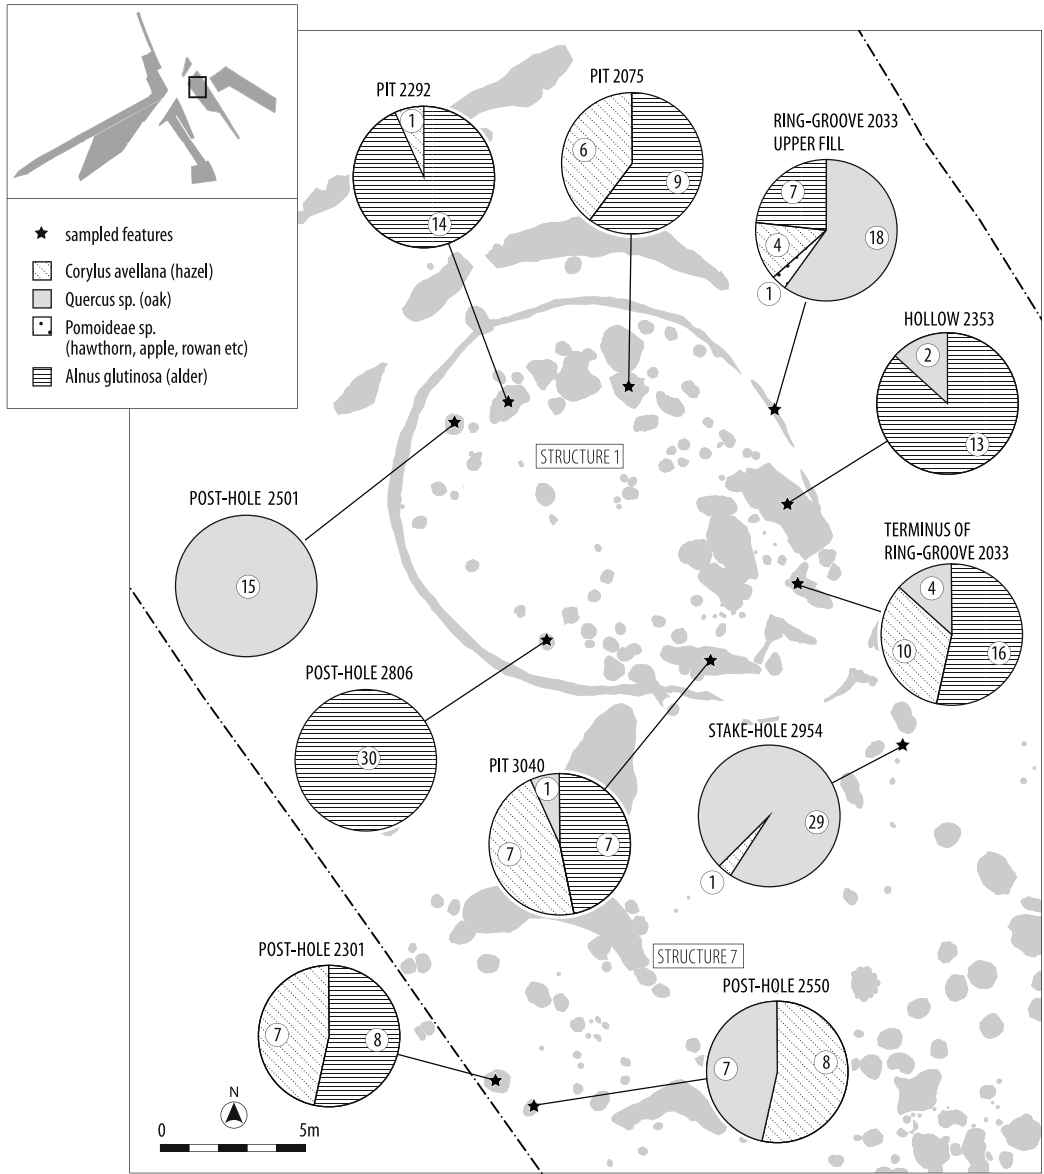 PIT 2292
1
14
PIT 2075
6
9
RING-GROOVE 2033
UPPER FILL
7
4
18
1
sampled features
Corylus avellana (hazel)
Quercus sp. (oak)
Pomoideae sp.
(hawthorn, apple, rowan etc)
Alnus glutinosa (alder)
HOLLOW 2353
2
13
STRUCTURE 1
POST-HOLE 2501
15
TERMINUS OF
RING-GROOVE 2033
4
10
16
POST-HOLE 2806
30
STAKE-HOLE 2954
29
1
PIT 3040
1
7
7
STRUCTURE 7
POST-HOLE 2301
7
8
POST-HOLE 2550
7
8
N
0
5m